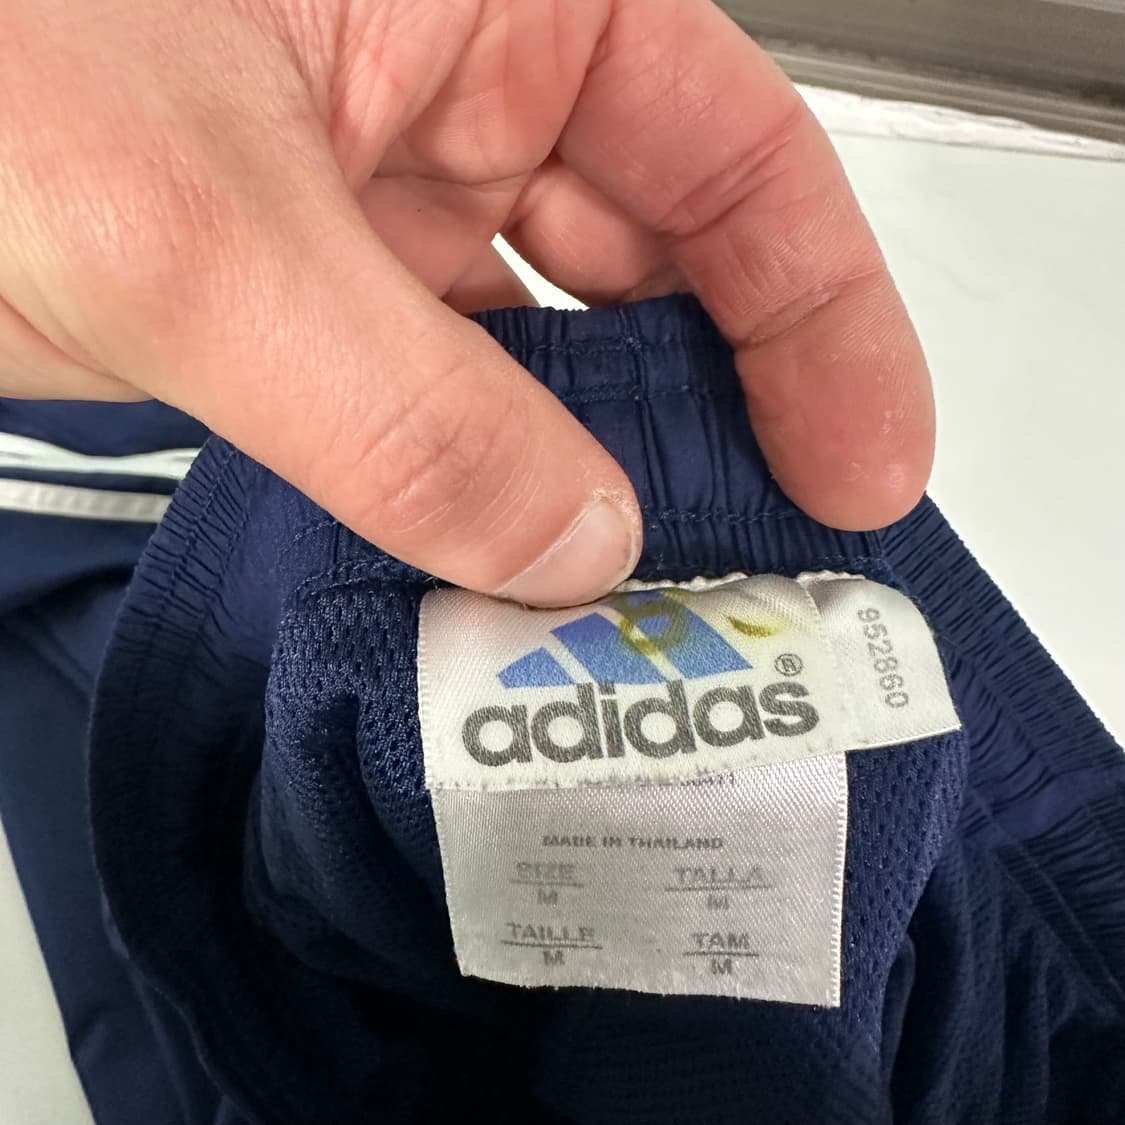 adidas®
952860
MADE IN THAILAND
SIZE TALLA
M M
TAILLE TAM
M M